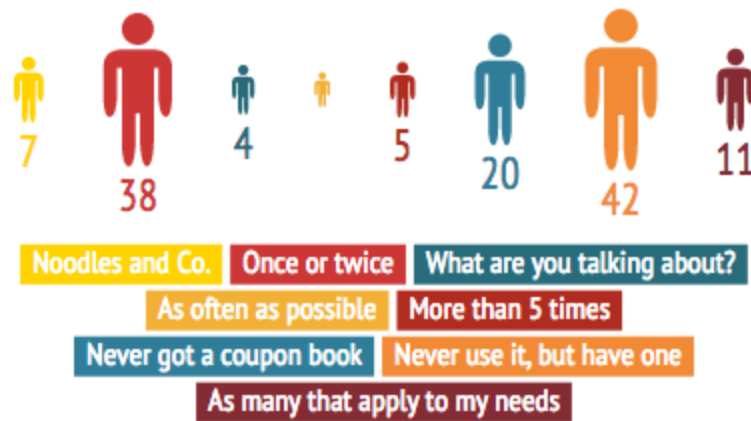 7 38 4 5 20 42 11
Noodles and Co. Once or twice What are you talking about?
As often as possible More than 5 times
Never got a coupon book Never use it, but have one
As many that apply to my needs